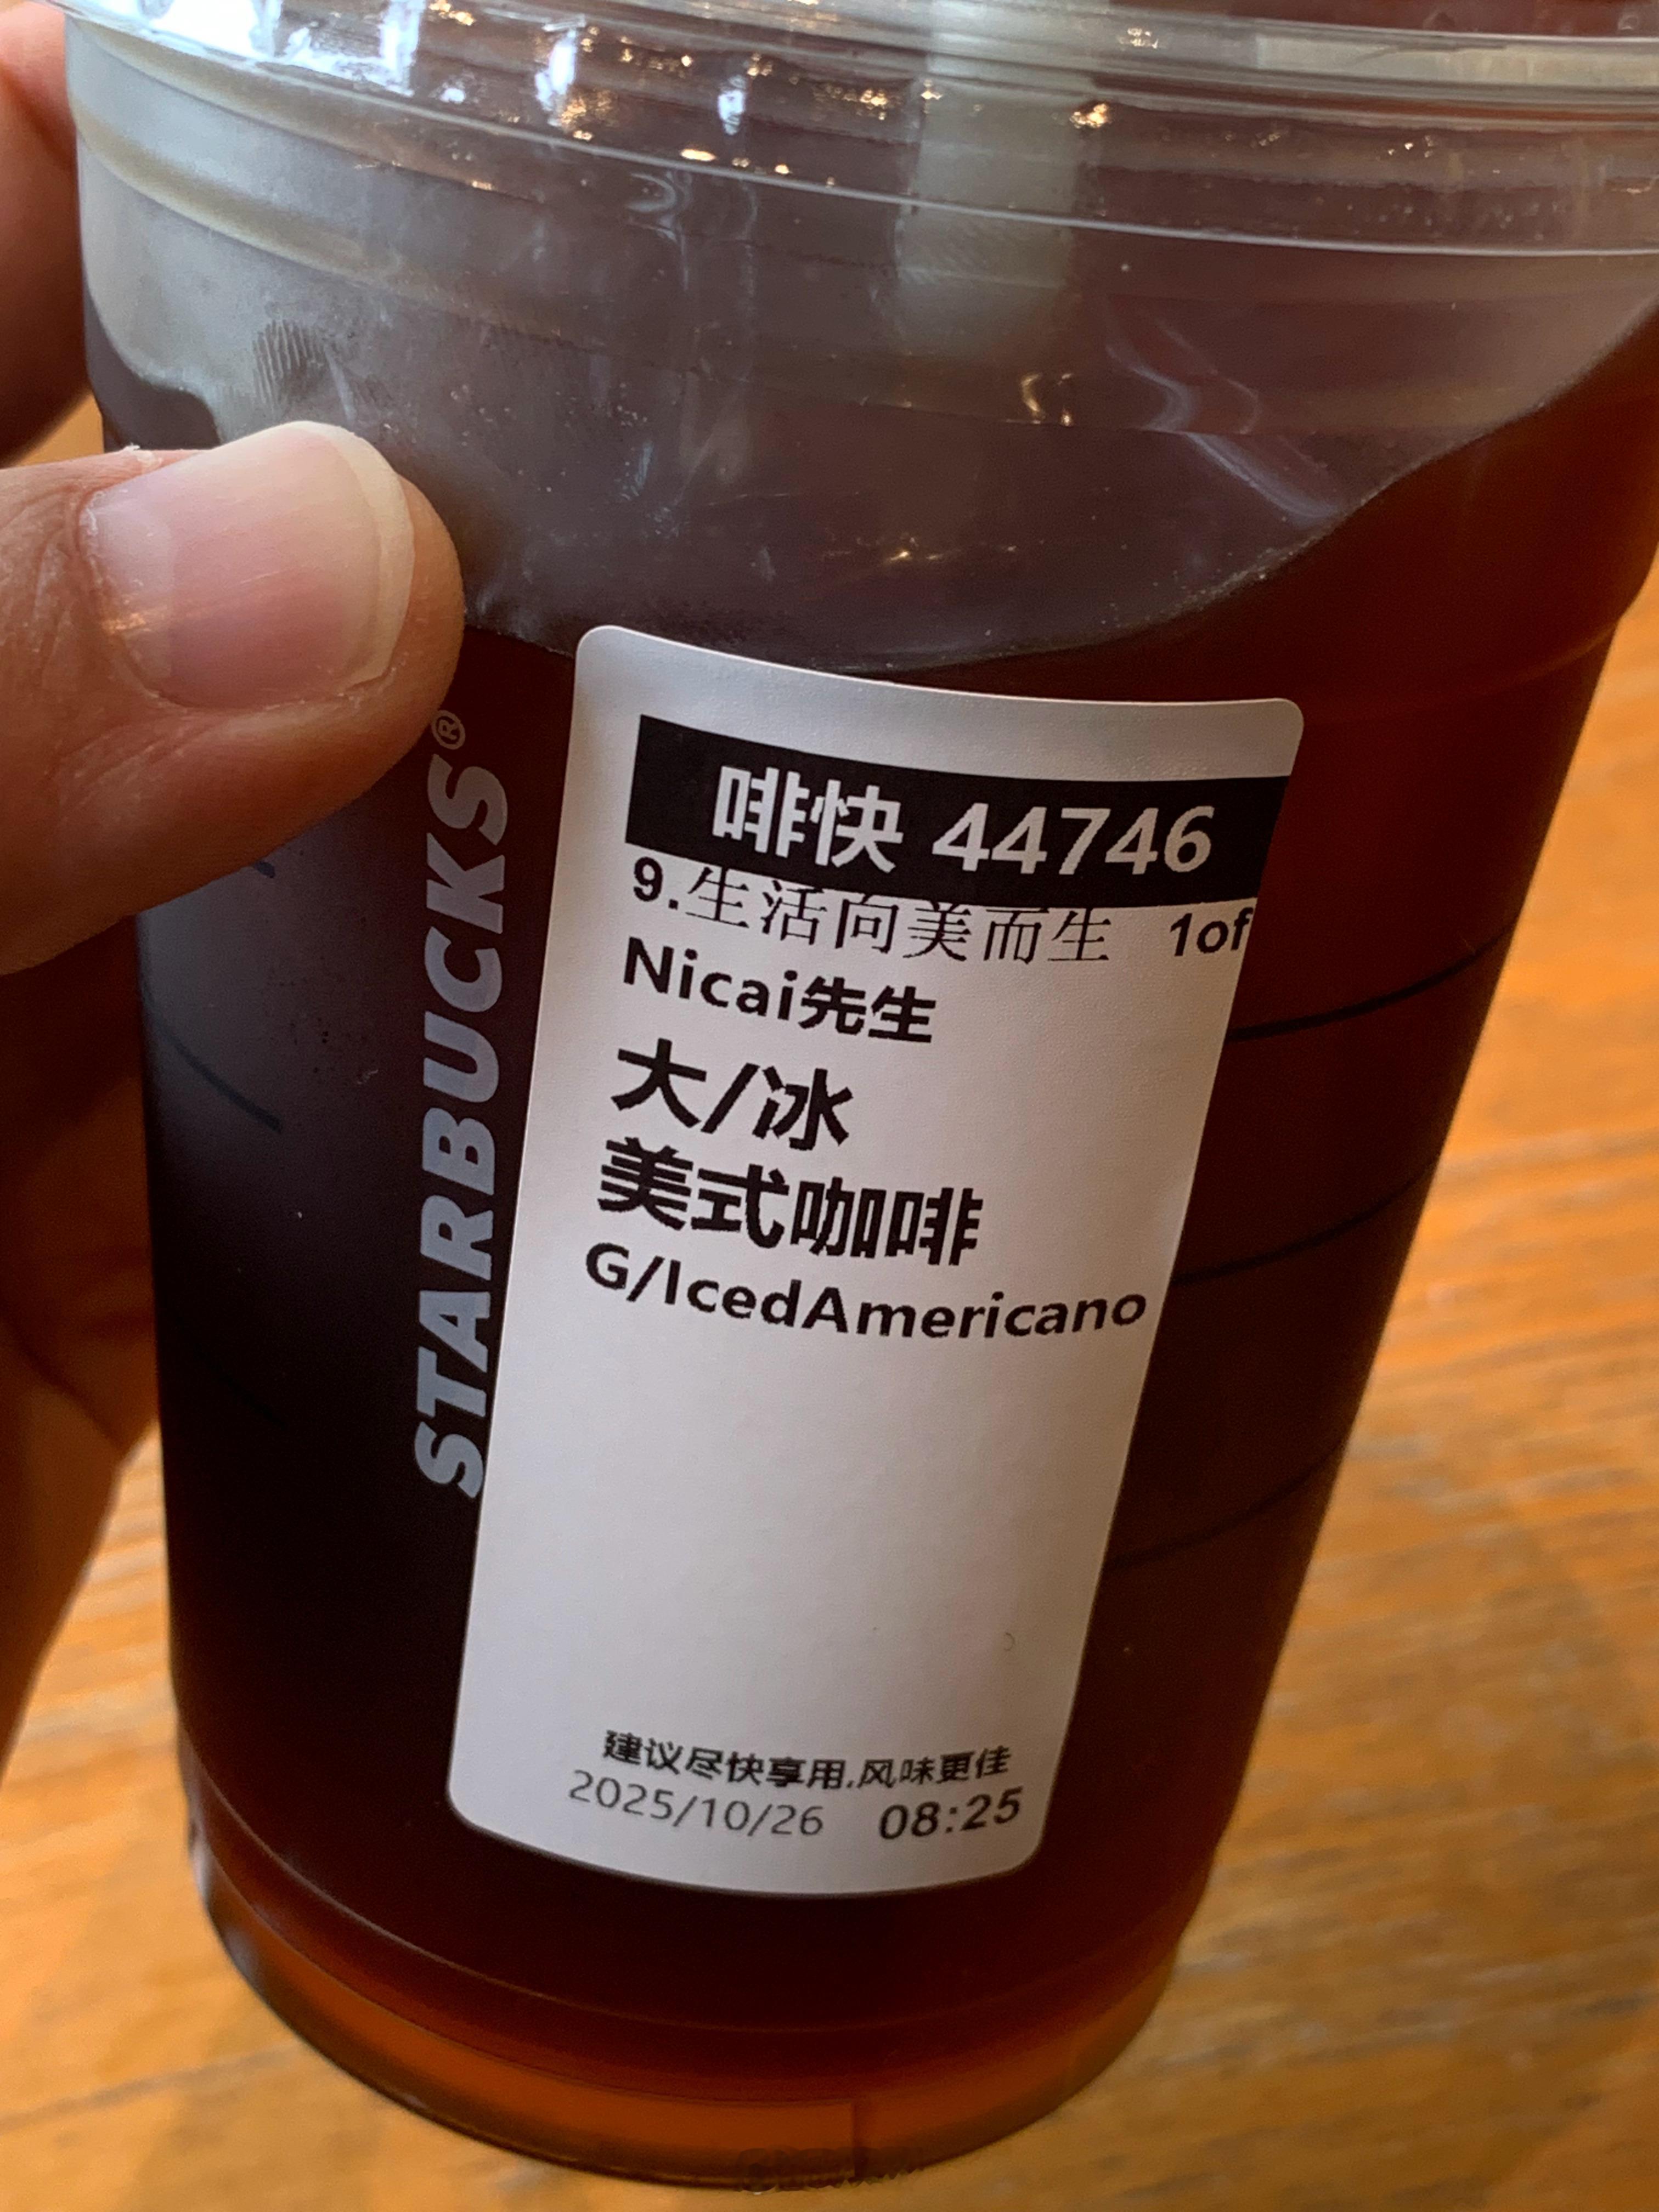 STARBUCKS®
啡快 44746
9.生活向美而生 1of
Nicai先生
大/冰
美式咖啡
G/IcedAmericano
建议尽快享用,风味更佳
2025/10/26 08:25